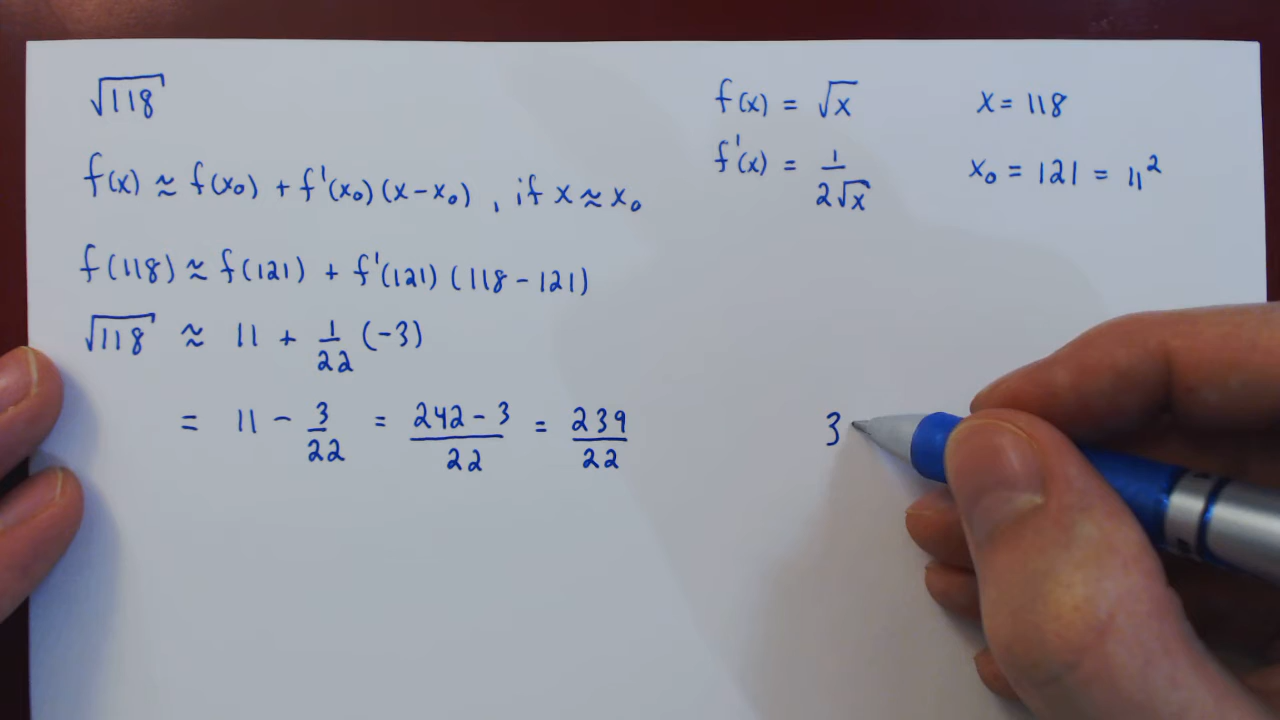 √118
f(x) = √x
x = 118
f'(x) = 1/(2√x)
x₀ = 121 = 11²
f(x) ≈ f(x₀) + f'(x₀)(x-x₀), if x ≈ x₀
f(118) ≈ f(121) + f'(121)(118-121)
√118 ≈ 11 + 1/22 (-3)
= 11 - 3/22 = (242-3)/22 = 239/22
3